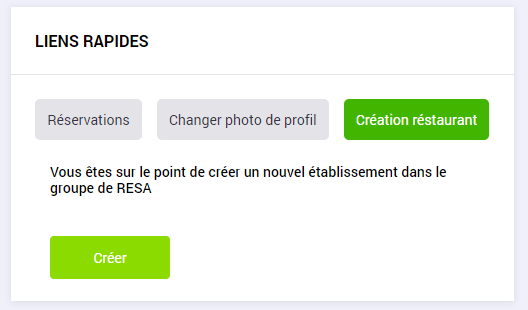 LIENS RAPIDES
Réservations Changer photo de profil Création réstaurant
Vous êtes sur le point de créer un nouvel établissement dans le
groupe de RESA
Créer